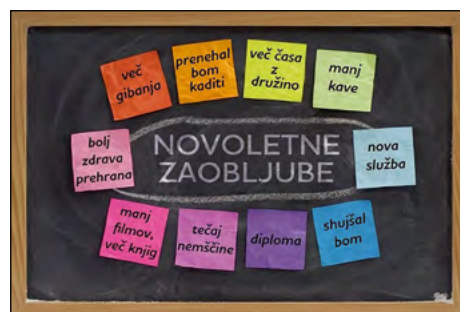 več
gibanja
prenehal
bom
kaditi
več časa
z
družino
manj
kave
bolj
zdrava
prehrana
NOVOLETNE
ZAOBLJUBE
nova
služba
manj
filmov,
več knjig
tečaj
nemščine
diploma
shujšal
bom